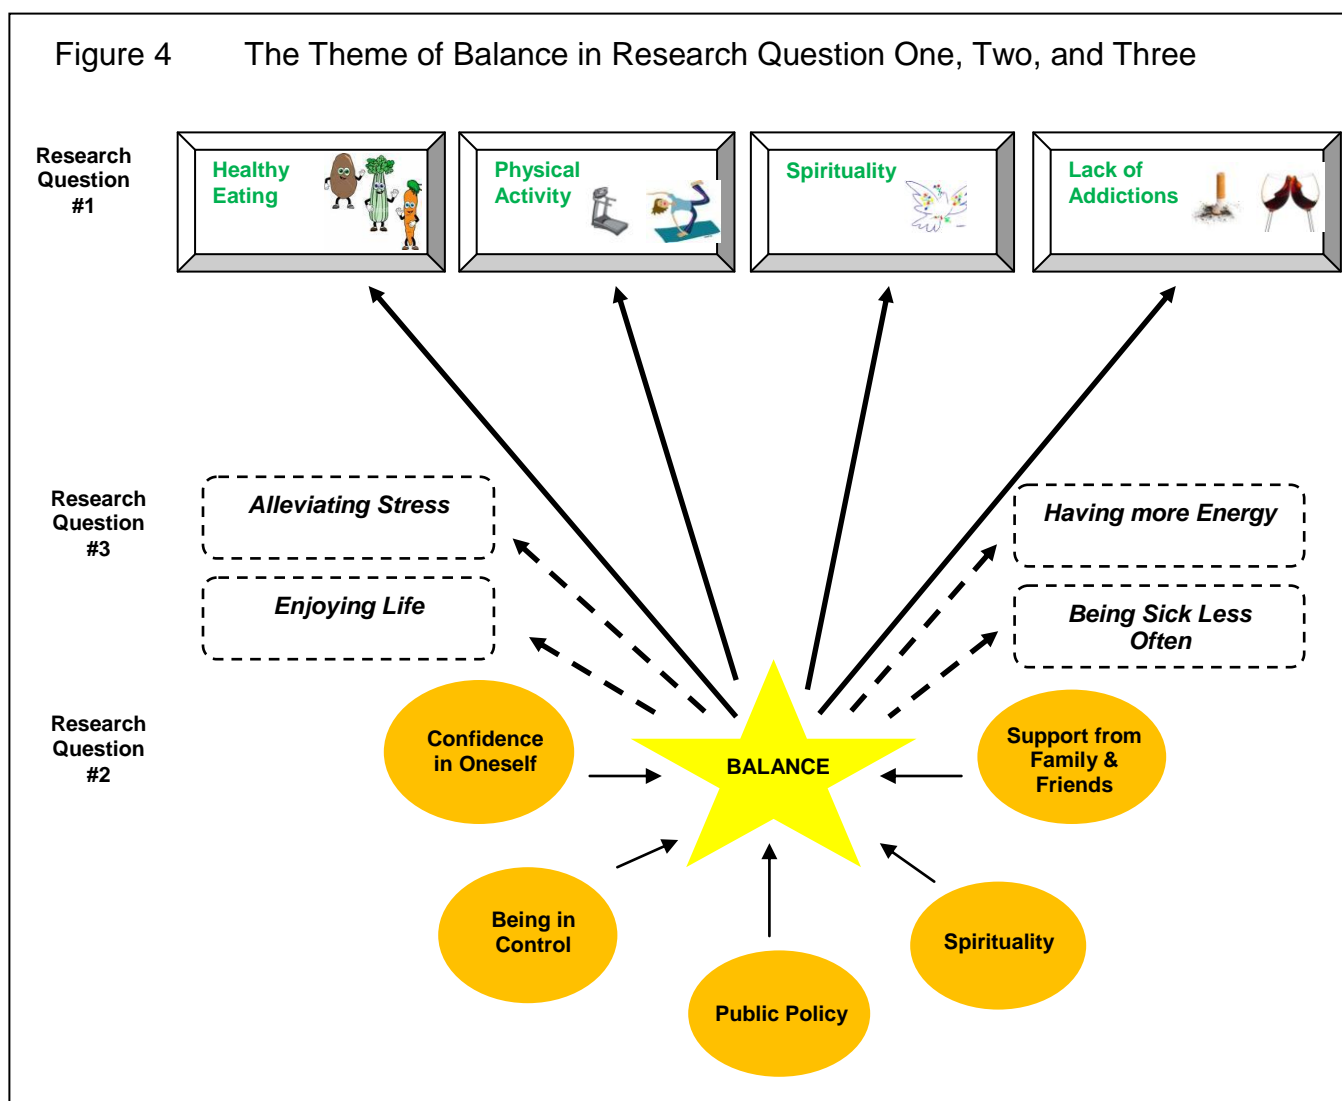 Figure 4 The Theme of Balance in Research Question One, Two, and Three
Research
Question
#1
Healthy
Eating
Physical
Activity
Spirituality
Lack of
Addictions
Research
Question
#3
Alleviating Stress
Enjoying Life
Having more Energy
Being Sick Less
Often
Research
Question
#2
Confidence
in Oneself
BALANCE
Support from
Family &
Friends
Being in
Control
Public Policy
Spirituality